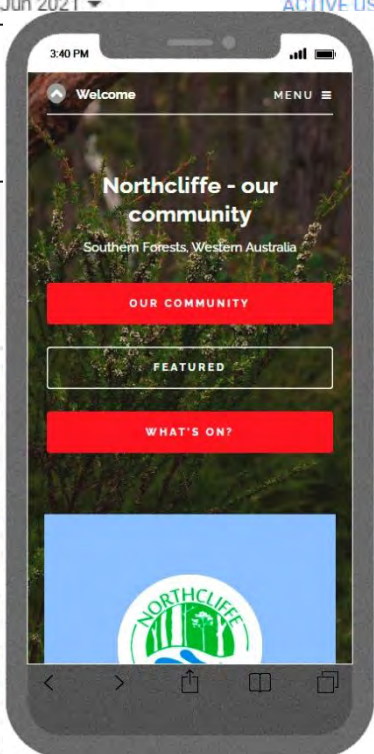 Jun 2021
ACTIVE US
3:40 PM
Welcome
MENU
Northcliffe - our
community
Southern Forests, Western Australia
OUR COMMUNITY
FEATURED
WHAT'S ON?
NORTHCLIFFE